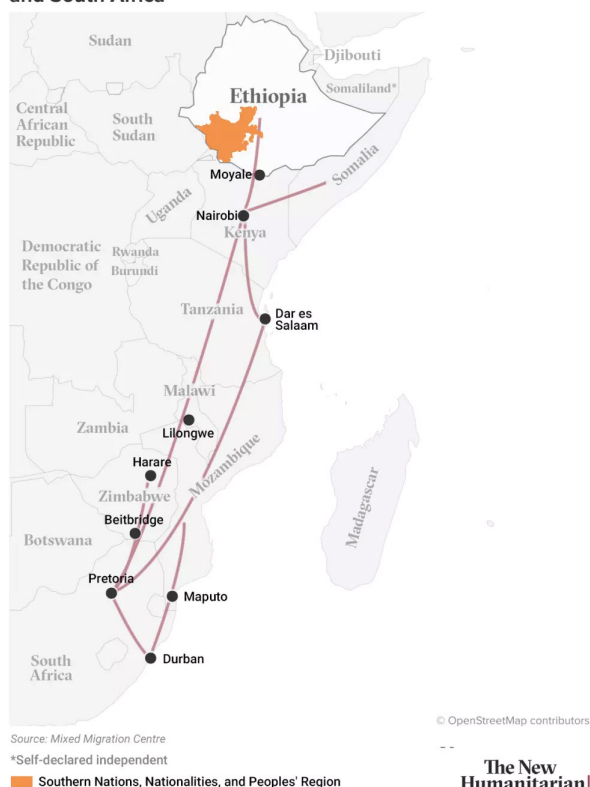 and South Africa
Sudan
Djibouti
Ethiopia
Somaliland*
Central
African
Republic
South
Sudan
Moyale
Somalia
Uganda
Nairobi
Kenya
Democratic
Republic of
the Congo
Rwanda
Burundi
Tanzania
Dar es
Salaam
Malawi
Zambia
Lilongwe
Mozambique
Harare
Zimbabwe
Madagascar
Beitbridge
Botswana
Pretoria
Maputo
South
Africa
Durban
© OpenStreetMap contributors
Source: Mixed Migration Centre
*Self-declared independent
Southern Nations, Nationalities, and Peoples' Region
The New
Humanitarian